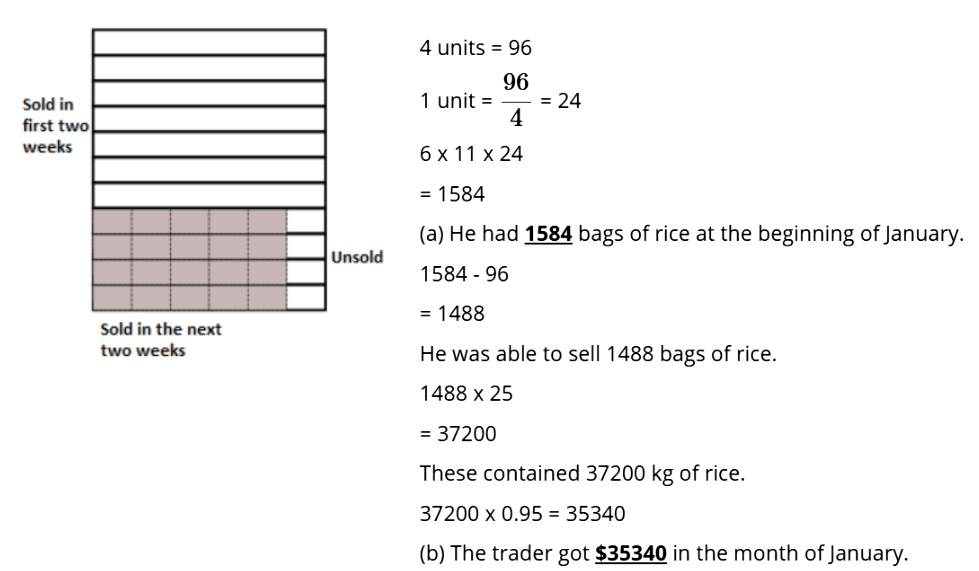 Sold in
first two
weeks
Unsold
Sold in the next
two weeks
4 units = 96
1 unit = 96/4 = 24
6 x 11 x 24
= 1584
(a) He had 1584 bags of rice at the beginning of January.
1584 - 96
= 1488
He was able to sell 1488 bags of rice.
1488 x 25
= 37200
These contained 37200 kg of rice.
37200 x 0.95 = 35340
(b) The trader got $35340 in the month of January.